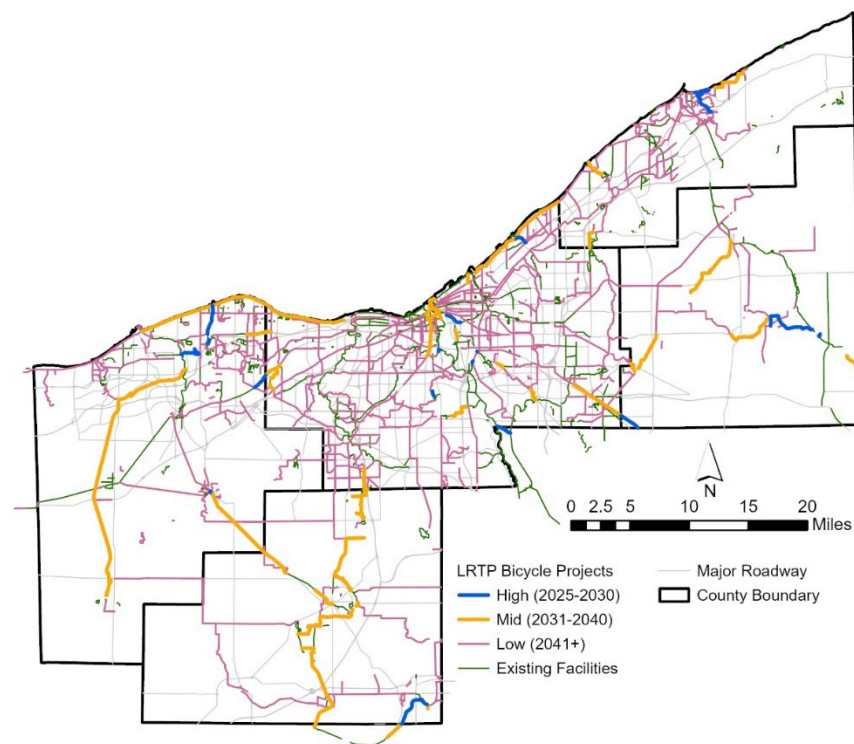 N
0 2.5 5 10 15 20
Miles
LRTP Bicycle Projects
High (2025-2030)
Mid (2031-2040)
Low (2041+)
Existing Facilities
Major Roadway
County Boundary